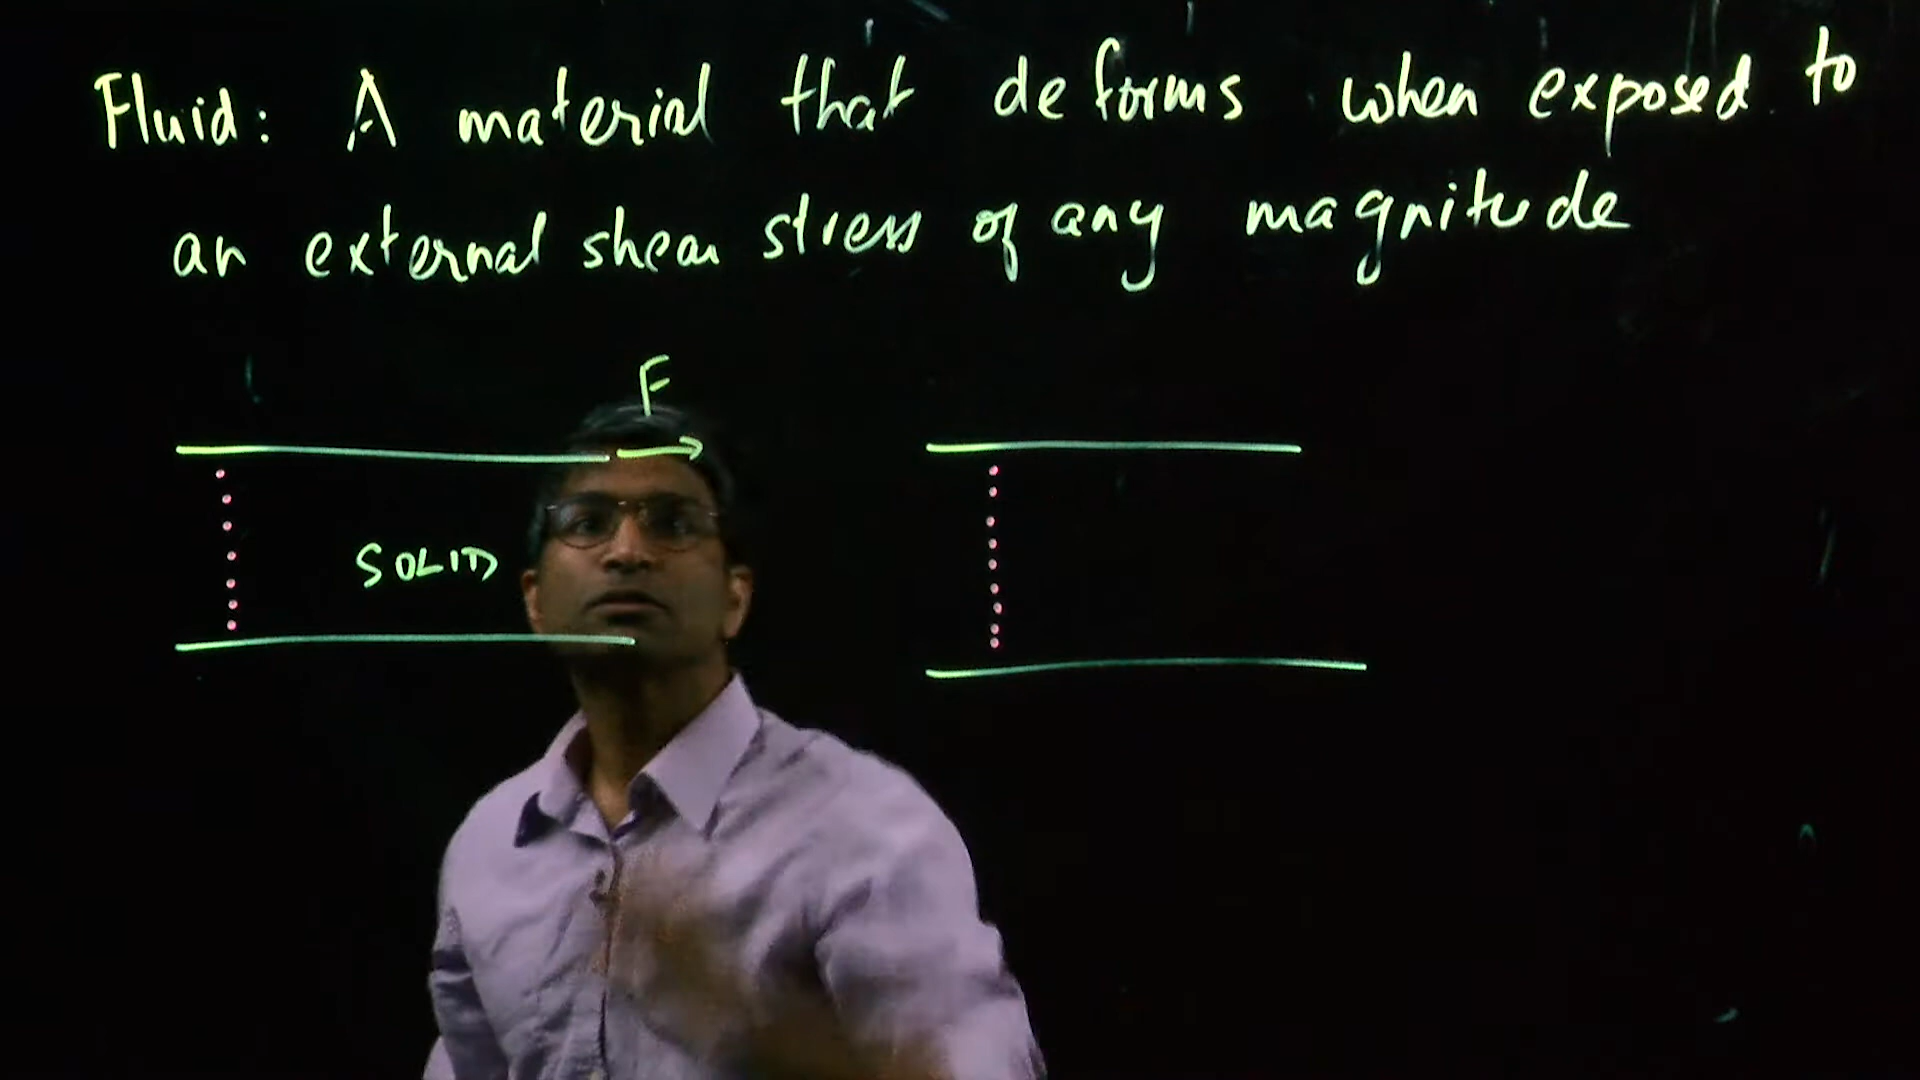 Fluid: A material that deforms when exposed to
an external shear stress of any magnitude
F
SOLID